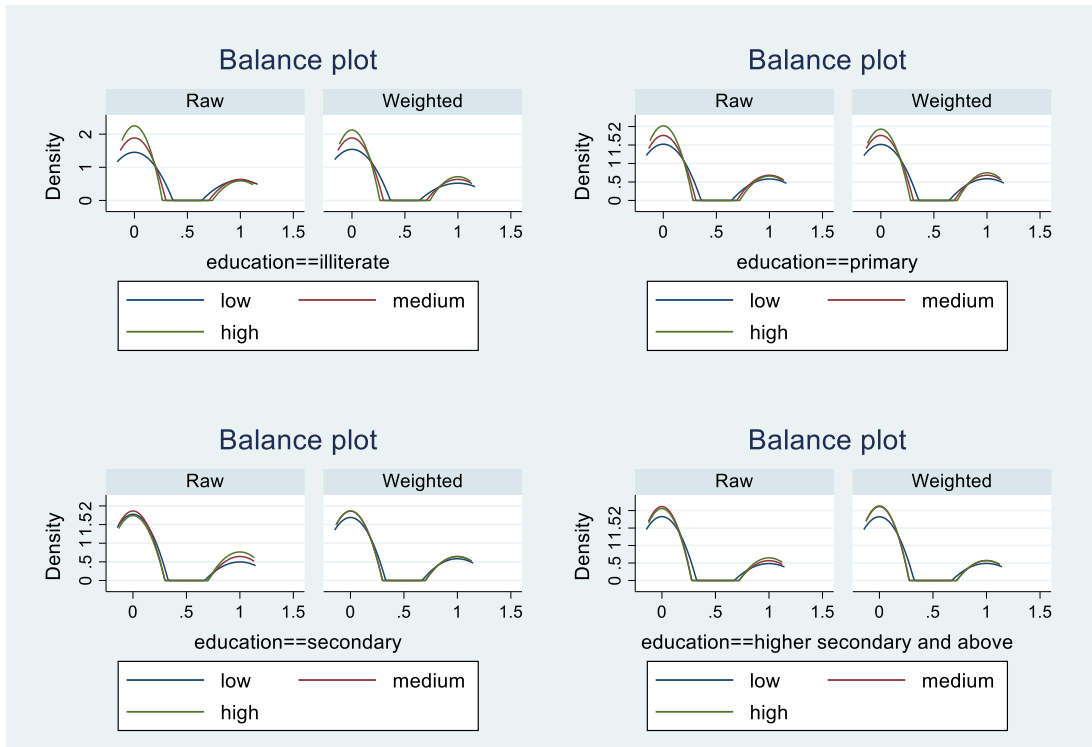 Balance plot
Raw Weighted
Density
2
1
0
0 .5 1 1.5 0 .5 1 1.5
education==illiterate
low medium
high
Balance plot
Raw Weighted
Density
0 .5 1 1.5 2
0 .5 1 1.5 0 .5 1 1.5
education==primary
low medium
high
Balance plot
Raw Weighted
Density
0 .5 1 1.5 2
0 .5 1 1.5 0 .5 1 1.5
education==secondary
low medium
high
Balance plot
Raw Weighted
Density
0 .5 1 1.5 2
0 .5 1 1.5 0 .5 1 1.5
education==higher secondary and above
low medium
high